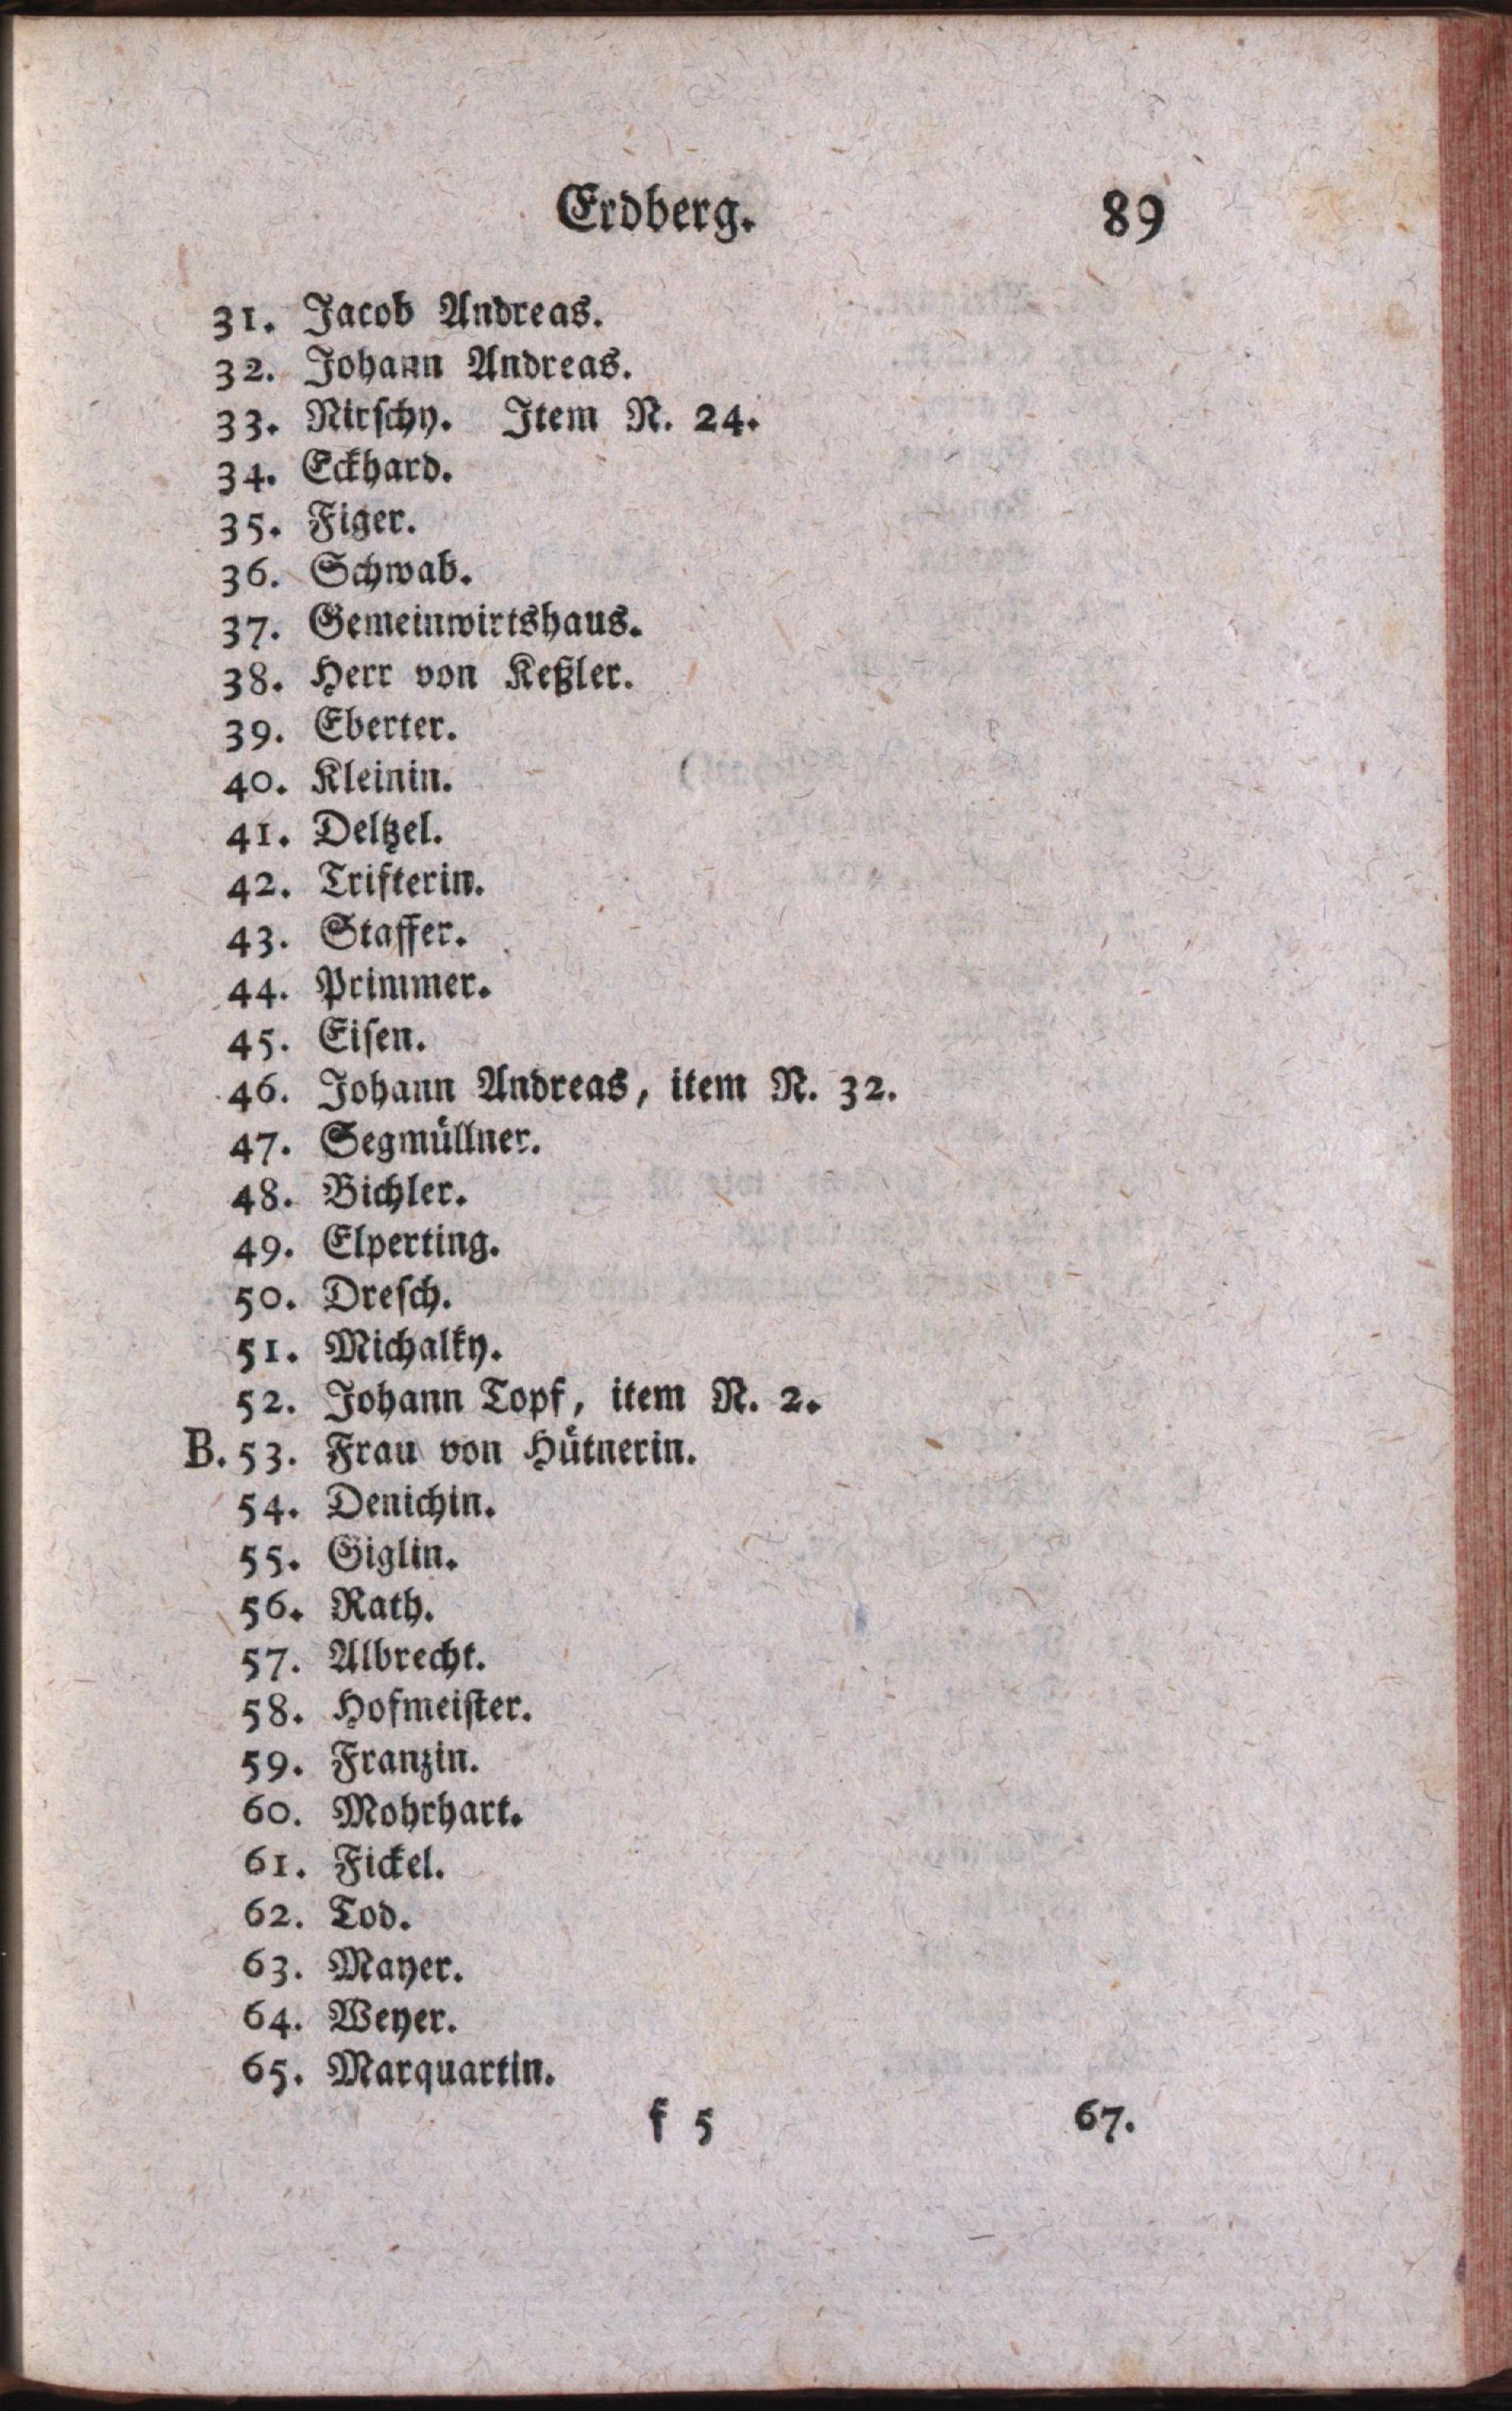 Erdberg. 89
31. Jacob Andreas.
32. Johann Andreas.
33. Nirschy. Item N. 24.
34. Eckhard.
35. Figer.
36. Schwab.
37. Gemeinwirtshaus.
38. Herr von Keßler.
39. Eberter.
40. Kleinin.
41. Deltzel.
42. Trifterin.
43. Staffer.
44. Primmer.
45. Eisen.
46. Johann Andreas, item N. 32.
47. Segmüllner.
48. Bichler.
49. Elperting.
50. Dresch.
51. Michalky.
52. Johann Topf, item N. 2.
B. 53. Frau von Hütnerin.
54. Denichin.
55. Giglin.
56. Rath.
57. Albrecht.
58. Hofmeister.
59. Franzin.
60. Mohrhart.
61. Fickel.
62. Tod.
63. Mayer.
64. Weyer.
65. Marquartin.
f 5 67.